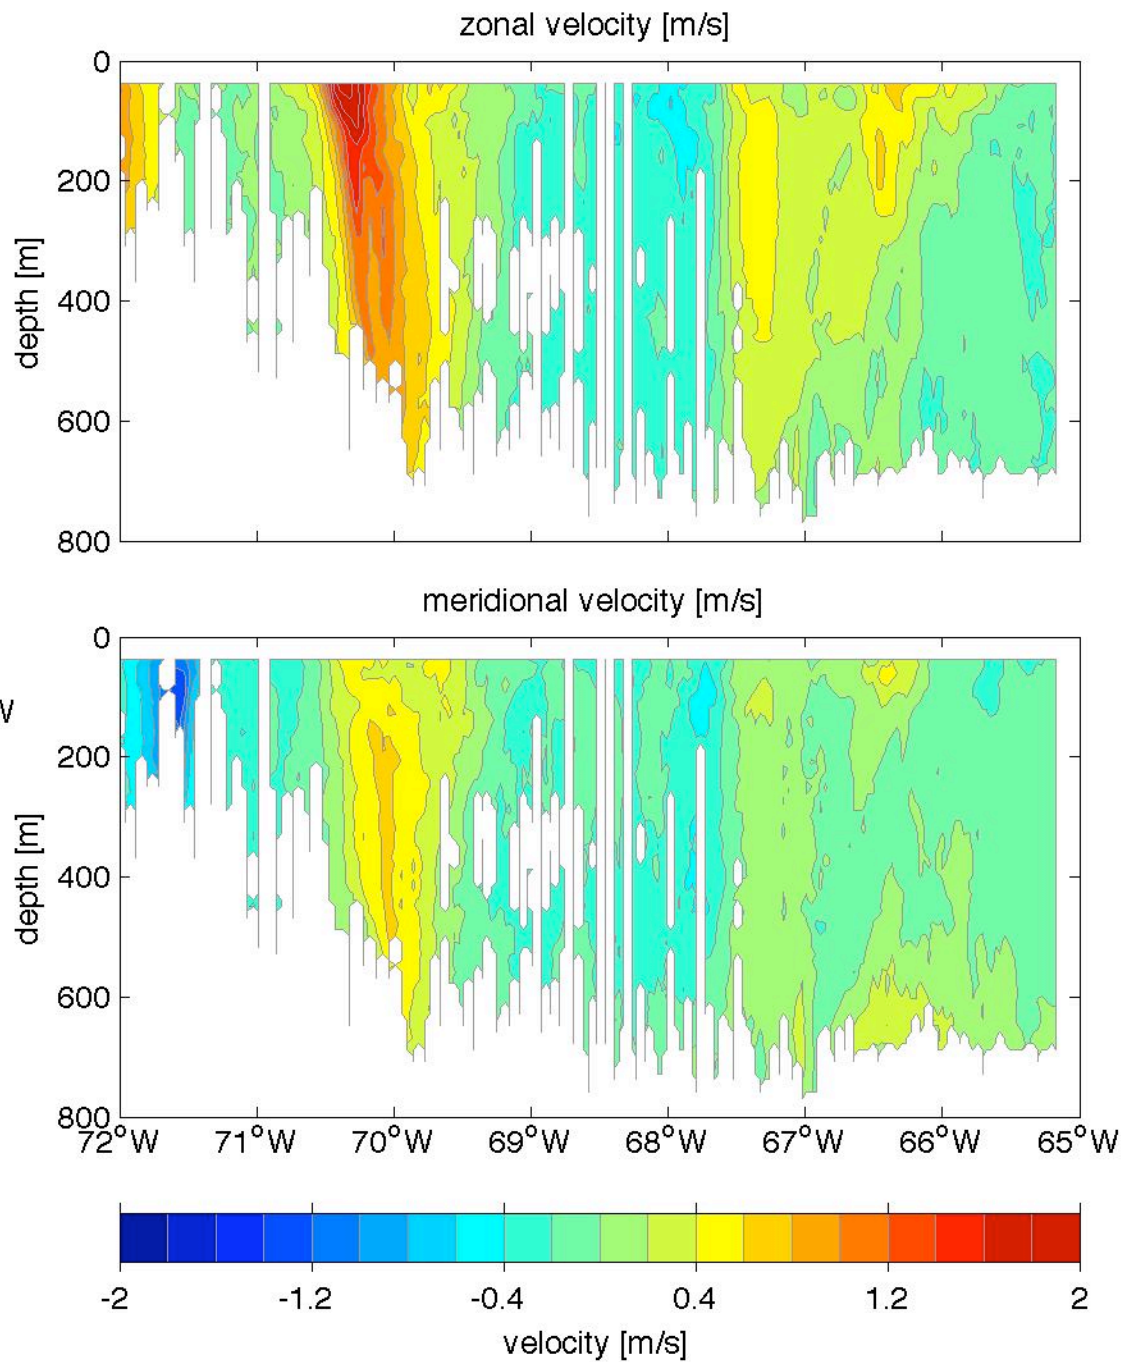 zonal velocity [m/s]
0
200
400
600
800
depth [m]
meridional velocity [m/s]
0
200
400
600
800
depth [m]
W
72°W 71°W 70°W 69°W 68°W 67°W 66°W 65°W
-2 -1.2 -0.4 0.4 1.2 2
velocity [m/s]